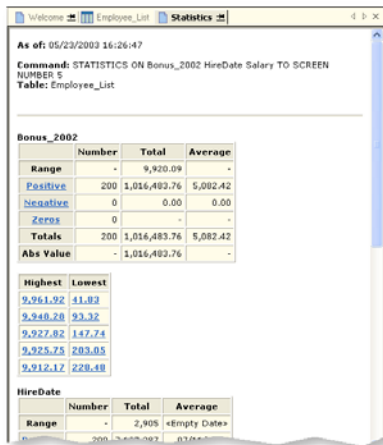 Welcome Employee_List Statistics
As of: 05/23/2003 16:26:47
Command: STATISTICS ON Bonus_2002 HireDate Salary TO SCREEN
NUMBER 5
Table: Employee_List
Bonus_2002
Number Total Average
Range - 9,920.09 -
Positive 200 1,016,483.76 5,082.42
Negative 0 0.00 0.00
Zeros 0 - -
Totals 200 1,016,483.76 5,082.42
Abs Value - 1,016,483.76 -
Highest Lowest
9,961.92 41.83
9,948.28 93.32
9,927.82 147.74
9,925.75 203.05
9,912.17 228.48
HireDate
Number Total Average
Range - 2,905 <Empty Date>
200